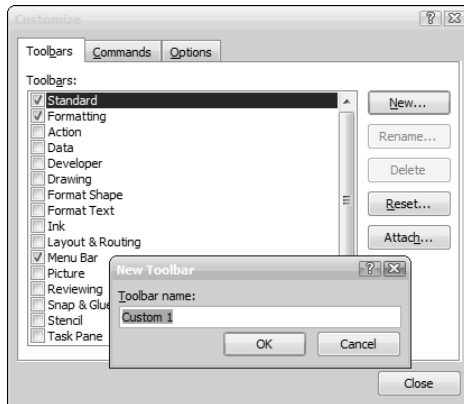 Customize
Toolbars Commands Options
Toolbars:
Standard
Formatting
Action
Data
Developer
Drawing
Format Shape
Format Text
Ink
Layout & Routing
Menu Bar
Picture
Reviewing
Snap & Glue
Stencil
Task Pane
New...
Rename...
Delete
Reset...
Attach...
New Toolbar
Toolbar name:
Custom 1
OK Cancel
Close